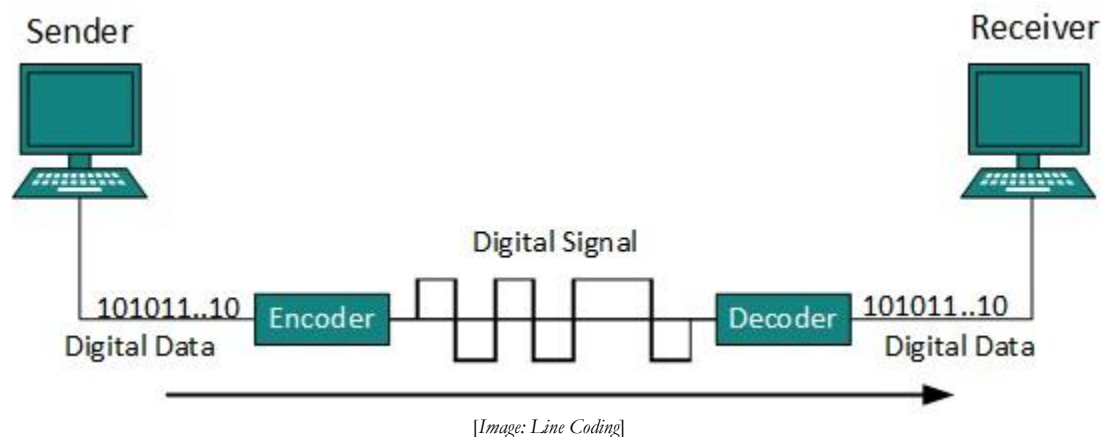 Sender
Receiver
Digital Signal
101011..10
Encoder
Decoder
101011..10
Digital Data
Digital Data
[Image: Line Coding]